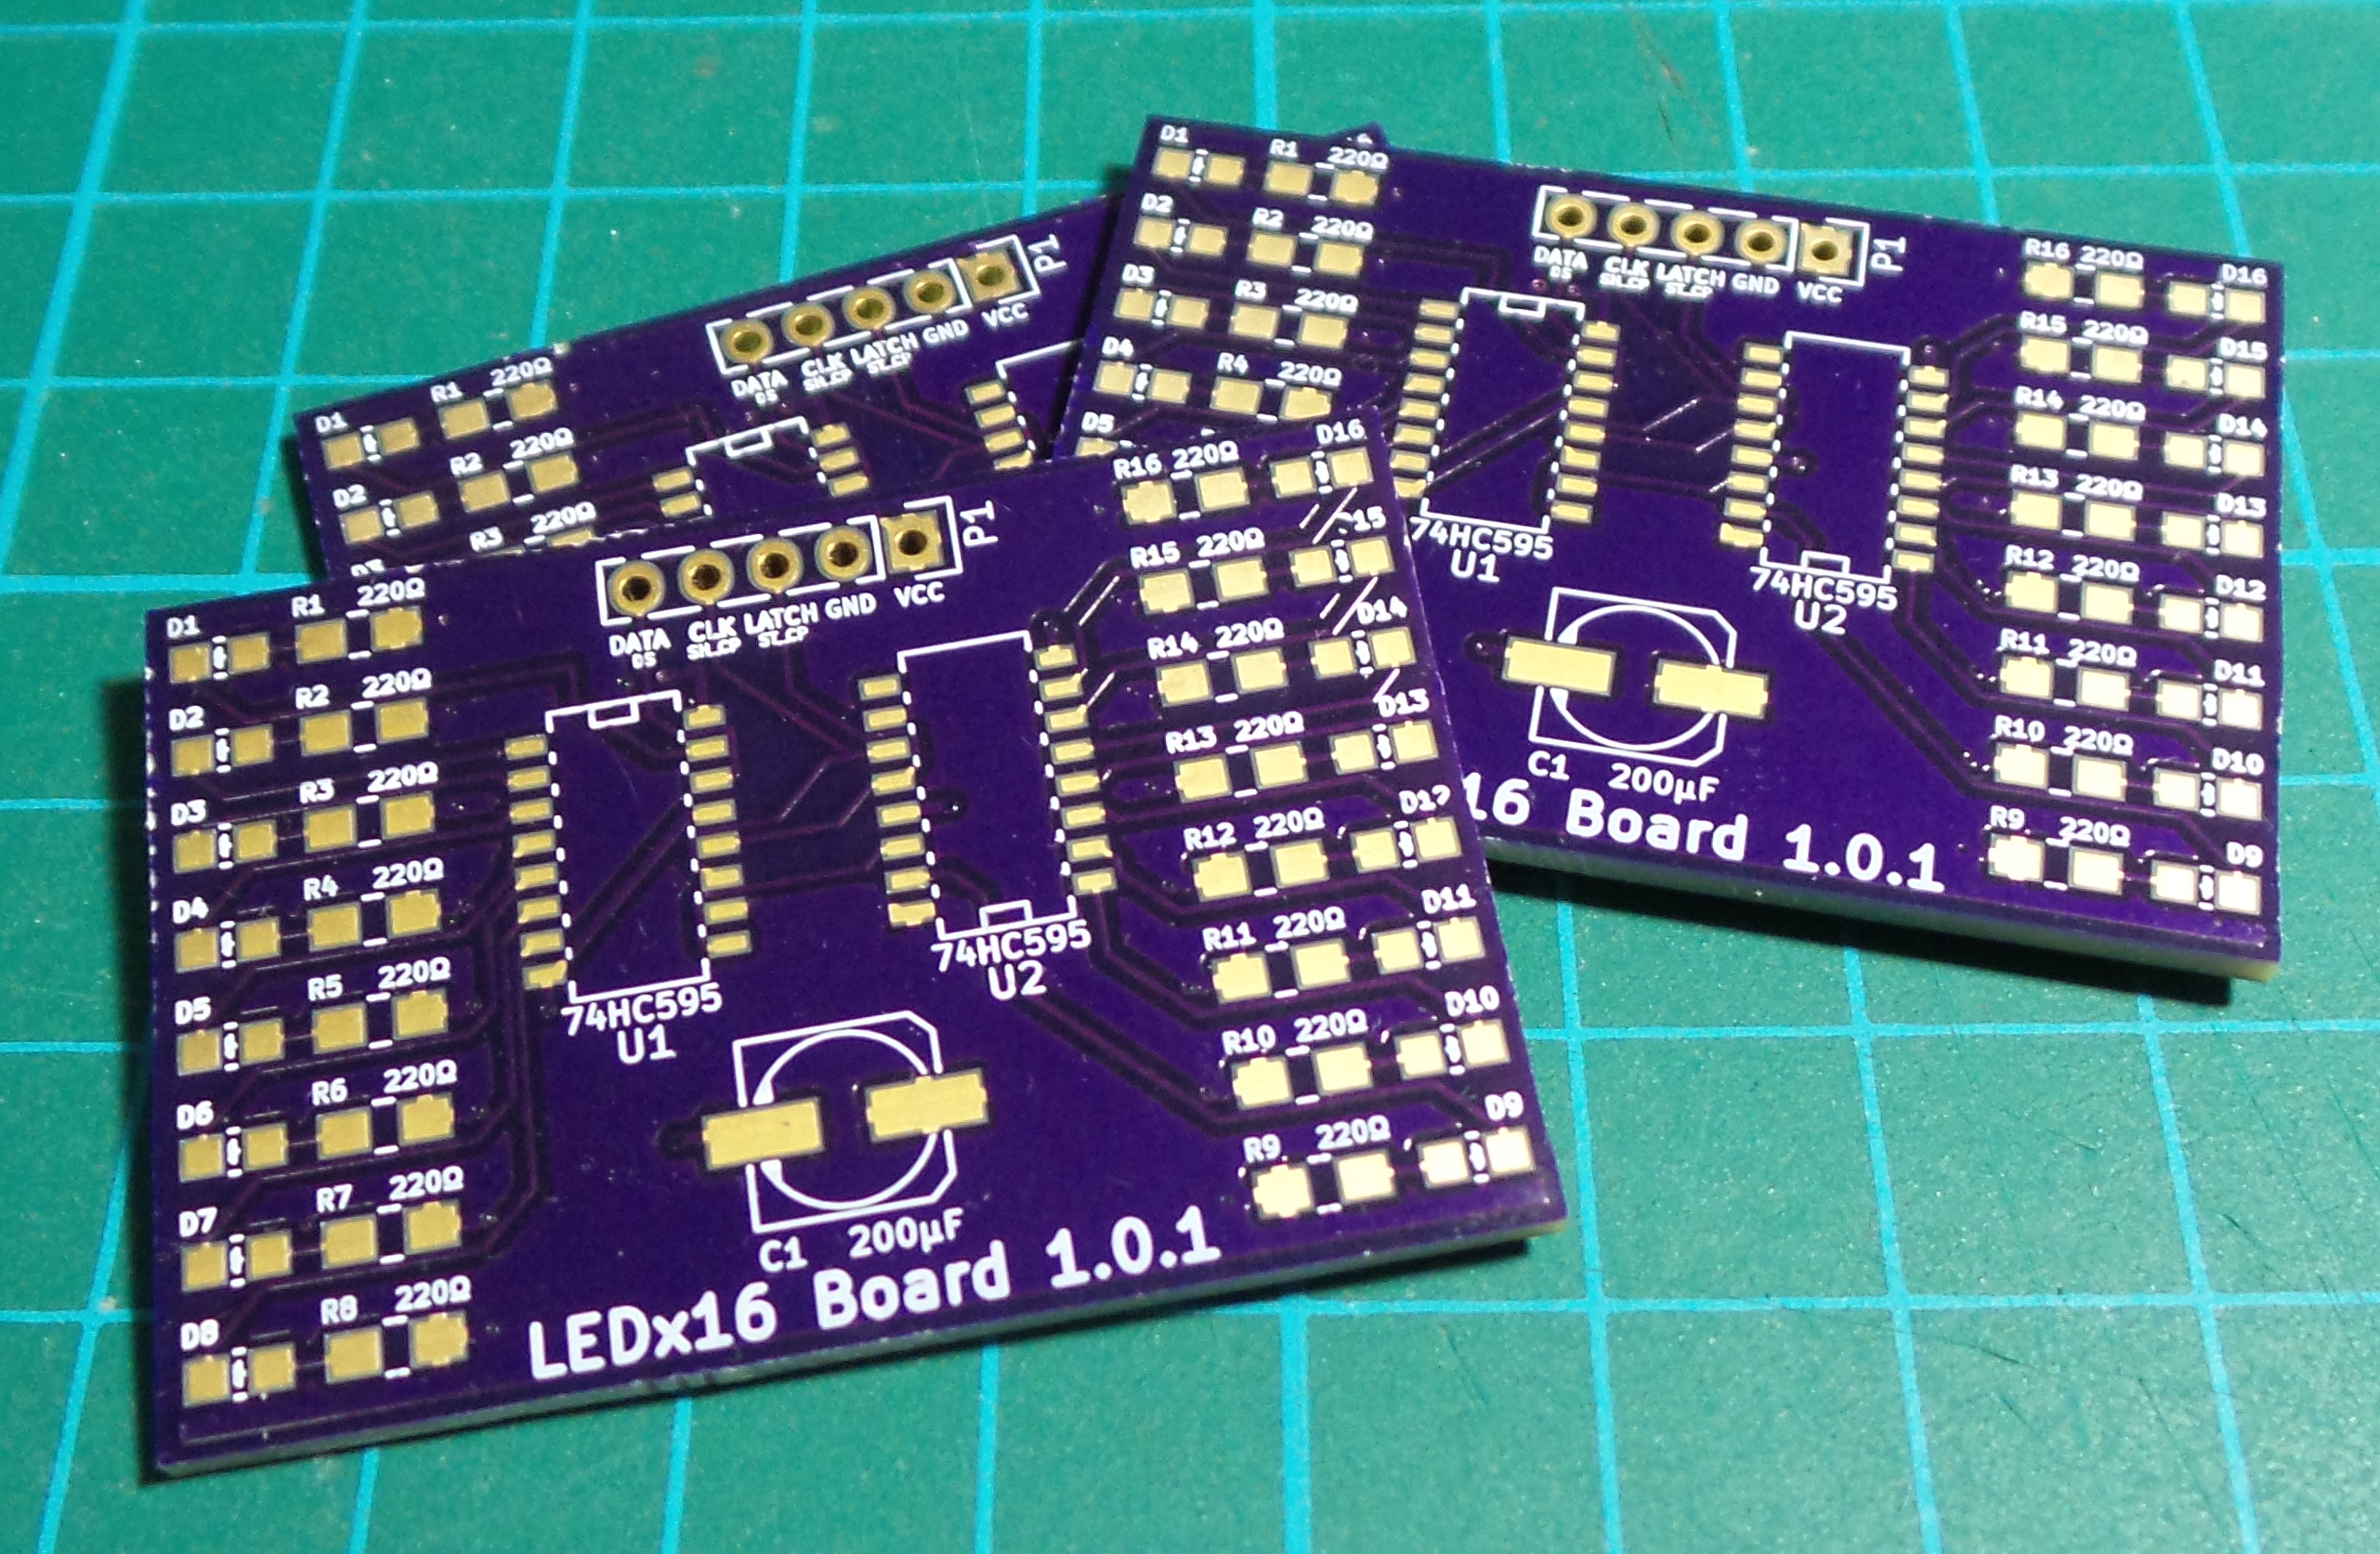 D1 R1 220Ω
D2 R2 220Ω
R3 220Ω
D3
DATA CLK LATCH GND VCC
DS SH_CP ST_CP
P1
D1 R1 220Ω
D2 R2 220Ω
D3 R3 220Ω
D4 R4 220Ω
D5
DATA CLK LATCH GND VCC
DS SH_CP ST_CP
P1
74HC595
U1
74HC595
U2
C1 200µF
16 Board 1.0.1
R16 220Ω D16
R15 220Ω D15
R14 220Ω D14
R13 220Ω D13
R12 220Ω D12
R11 220Ω D11
R10 220Ω D10
R9 220Ω D9
D1 R1 220Ω
D2 R2 220Ω
D3 R3 220Ω
D4 R4 220Ω
D5 R5 220Ω
D6 R6 220Ω
D7 R7 220Ω
D8 R8 220Ω
DATA CLK LATCH GND VCC
DS SH_CP ST_CP
P1
74HC595
U1
74HC595
U2
C1 200µF
LEDx16 Board 1.0.1
R16 220Ω D16
R15 220Ω D15
R14 220Ω D14
R13 220Ω D13
R12 220Ω D12
R11 220Ω D11
R10 220Ω D10
R9 220Ω D9